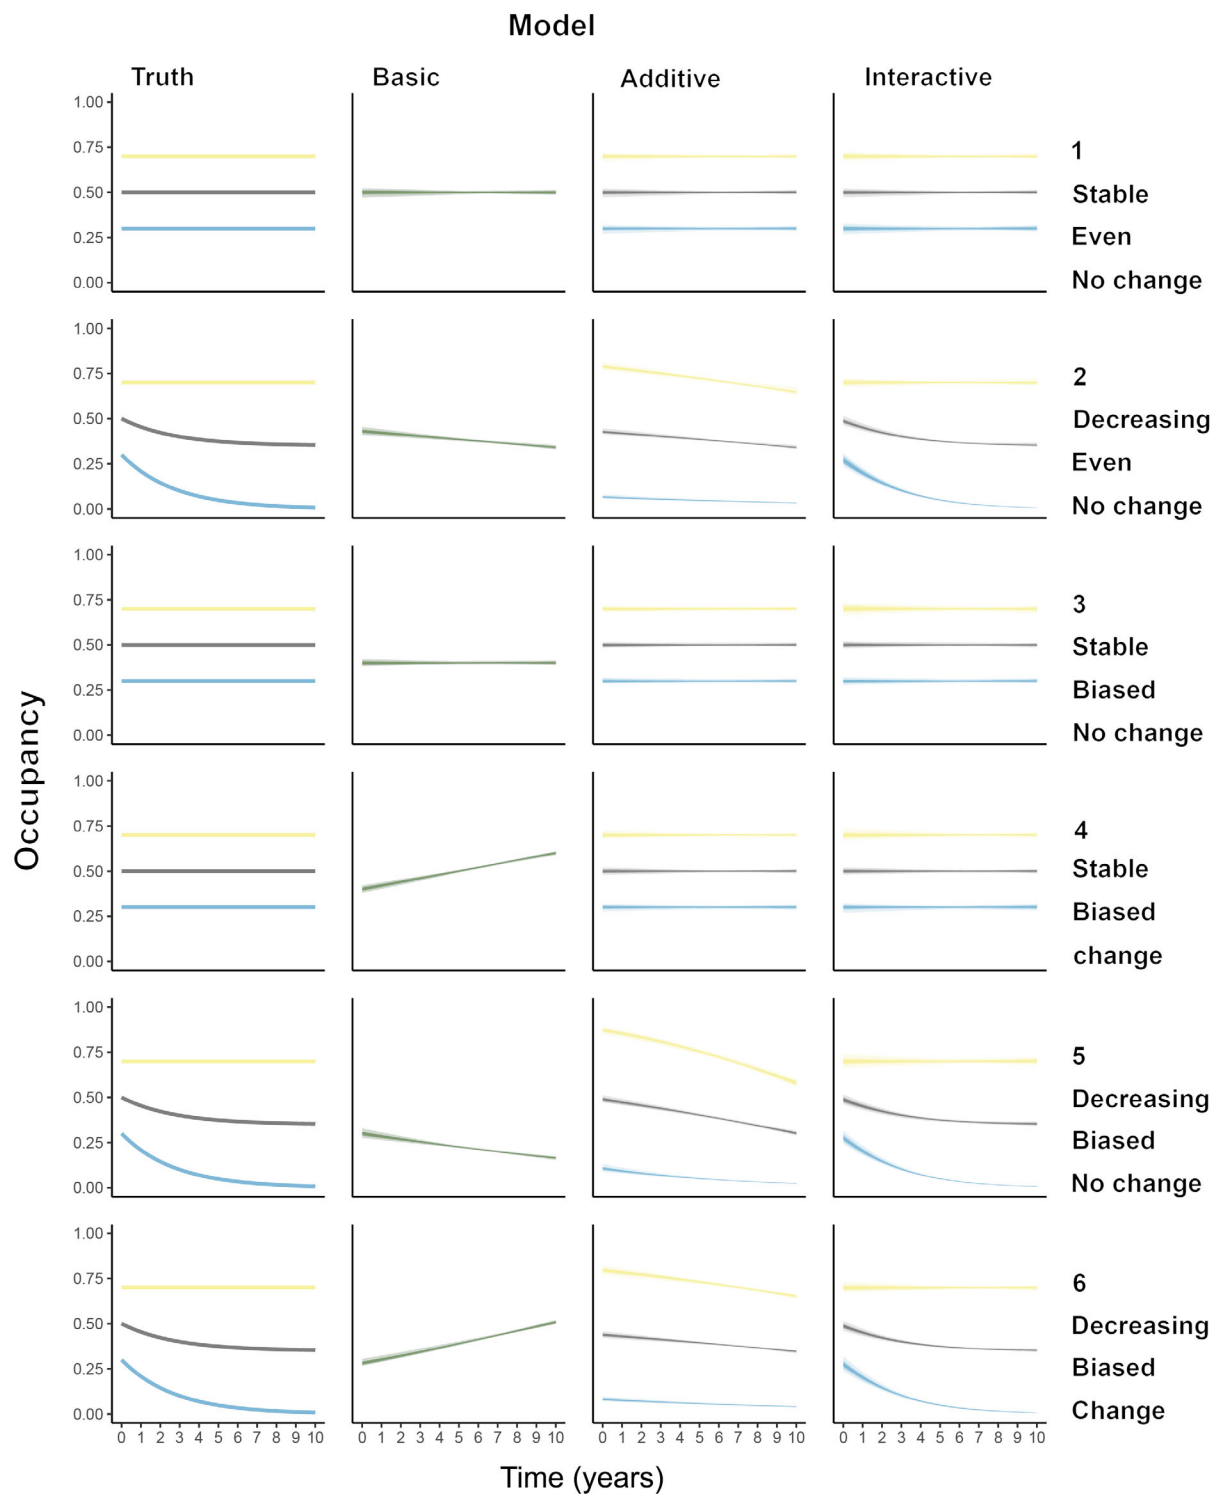 Model
Truth Basic Additive Interactive
1.00
0.75
0.50
0.25
0.00
1
Stable
Even
No change
1.00
0.75
0.50
0.25
0.00
2
Decreasing
Even
No change
1.00
0.75
0.50
0.25
0.00
3
Stable
Biased
No change
1.00
0.75
0.50
0.25
0.00
4
Stable
Biased
change
1.00
0.75
0.50
0.25
0.00
5
Decreasing
Biased
No change
1.00
0.75
0.50
0.25
0.00
6
Decreasing
Biased
Change
Occupancy
0 1 2 3 4 5 6 7 8 9 10 0 1 2 3 4 5 6 7 8 9 10 0 1 2 3 4 5 6 7 8 9 10 0 1 2 3 4 5 6 7 8 9 10
Time (years)